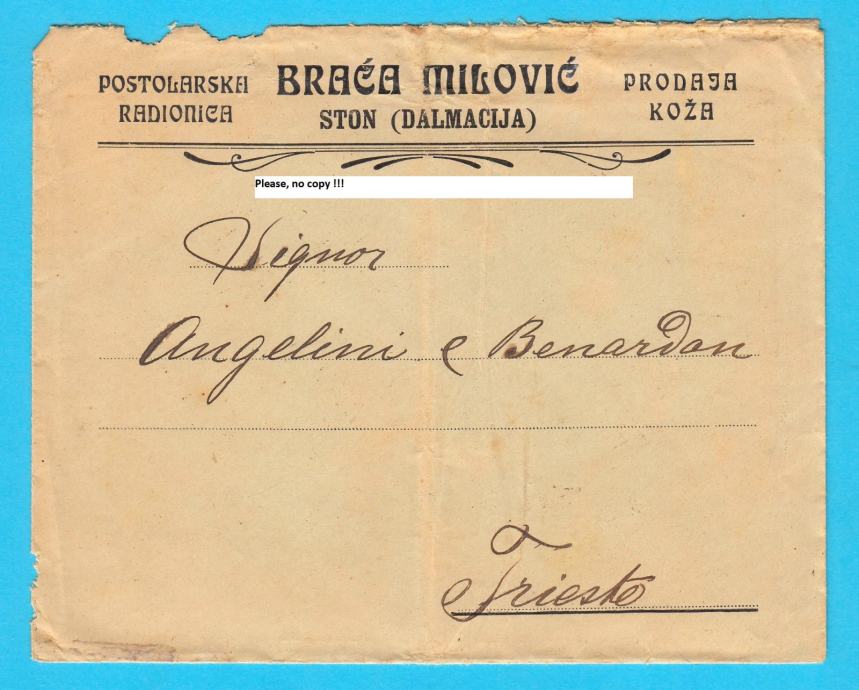 POSTOLARSKA RADIONICA
BRAĆA MILOVIĆ
STON (DALMACIJA)
PRODAJA KOŽA
Please, no copy !!!
Signor
Angelini e Benardon
Trieste